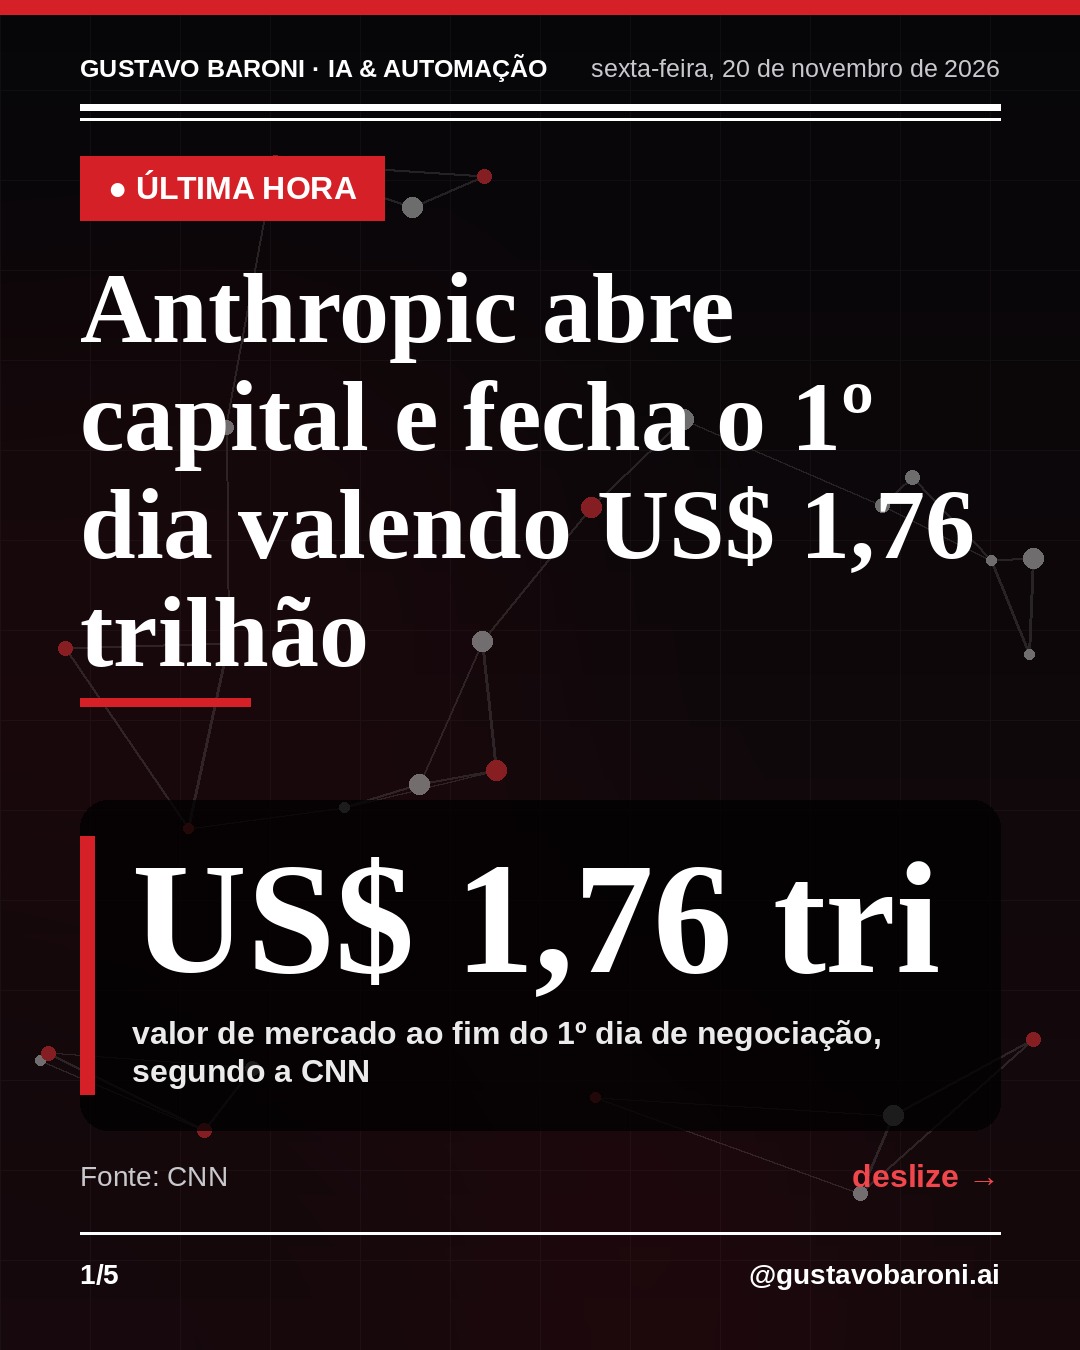 GUSTAVO BARONI · IA & AUTOMAÇÃO
sexta-feira, 20 de novembro de 2026
● ÚLTIMA HORA
Anthropic abre
capital e fecha o 1º
dia valendo US$ 1,76
trilhão
US$ 1,76 tri
valor de mercado ao fim do 1º dia de negociação,
segundo a CNN
Fonte: CNN
deslize →
1/5
@gustavobaroni.ai